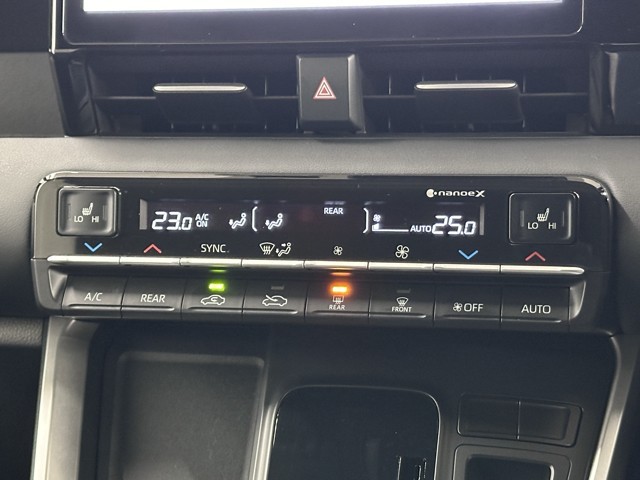 nanoeX
LO HI
23.0 A/C ON
REAR
AUTO 25.0
LO HI
SYNC
A/C
REAR
REAR
FRONT
OFF
AUTO